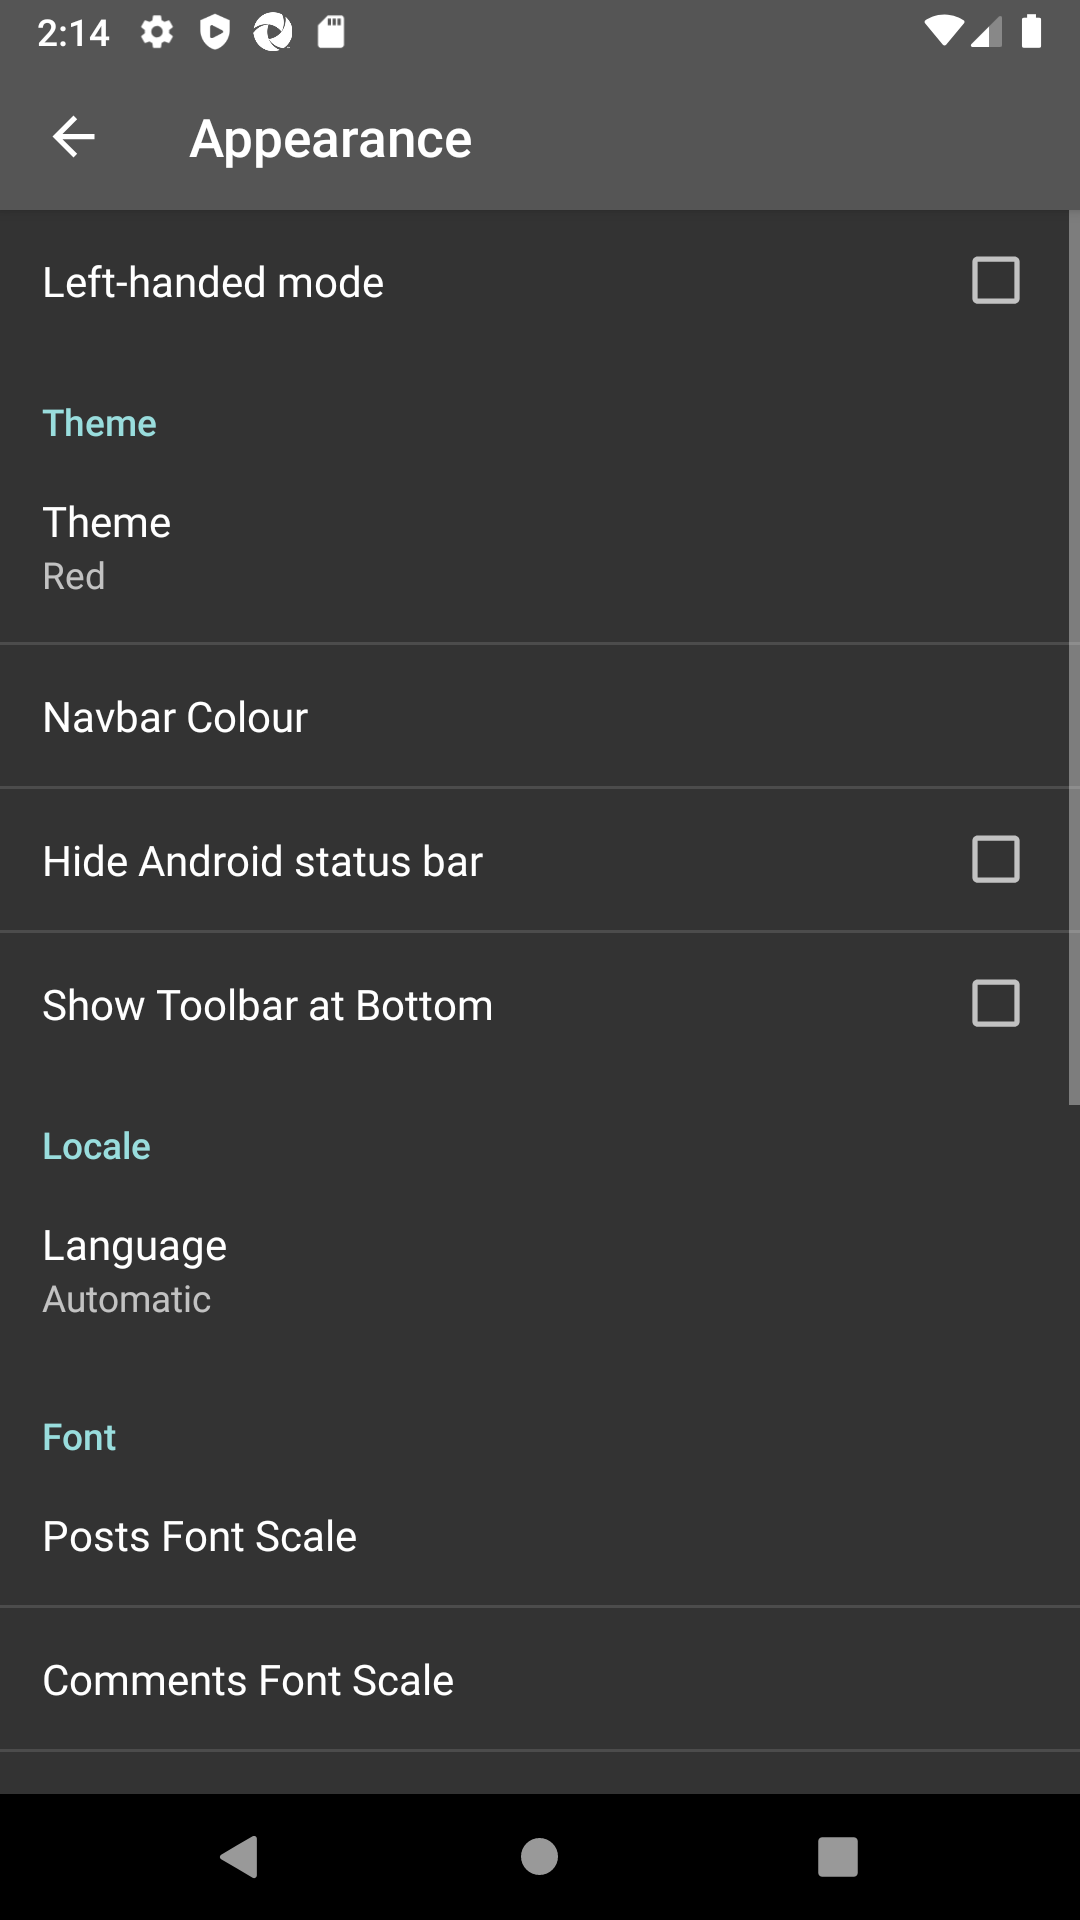 2:14
Appearance
Left-handed mode
Theme
Theme
Red
Navbar Colour
Hide Android status bar
Show Toolbar at Bottom
Locale
Language
Automatic
Font
Posts Font Scale
Comments Font Scale